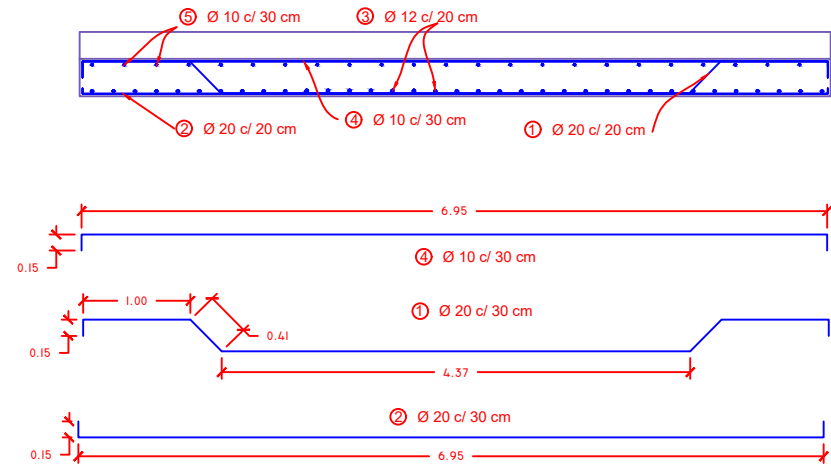 5 Ø 10 c/ 30 cm
3 Ø 12 c/ 20 cm
2 Ø 20 c/ 20 cm
4 Ø 10 c/ 30 cm
1 Ø 20 c/ 20 cm
6.95
0.15
4 Ø 10 c/ 30 cm
1.00
1 Ø 20 c/ 30 cm
0.41
0.15
4.37
2 Ø 20 c/ 30 cm
0.15
6.95